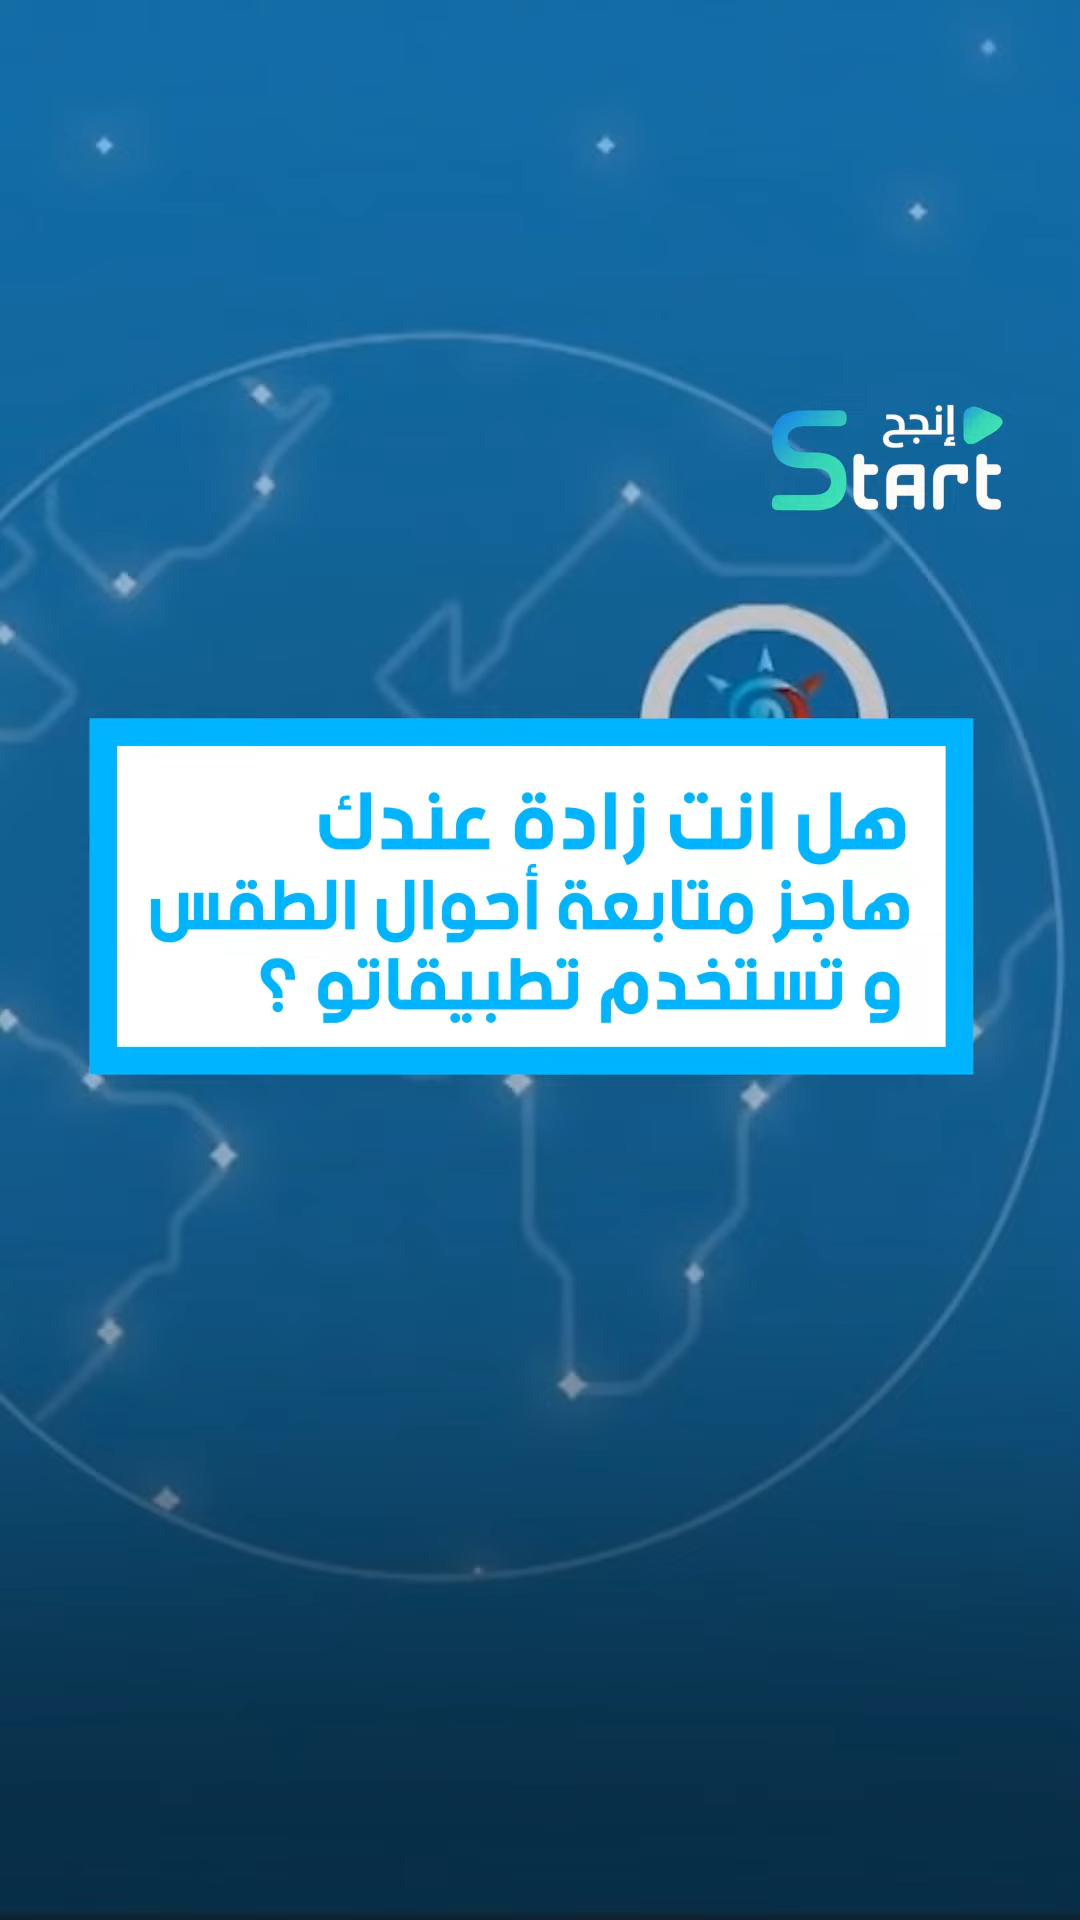 إنجح
Start
هل انت زادة عندك
هاجز متابعة أحوال الطقس
و تستخدم تطبيقاتو ؟